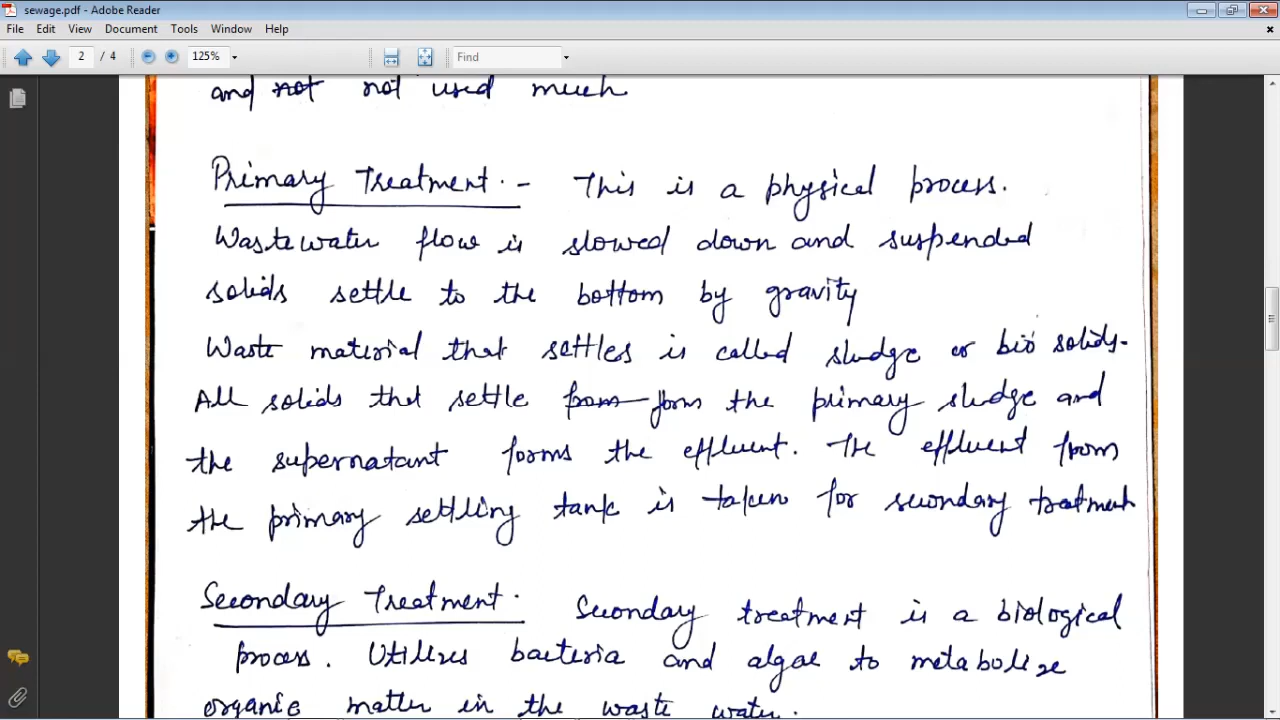 sewage.pdf - Adobe Reader
File Edit View Document Tools Window Help
2 / 4 125% Find
and not not used much
Primary Treatment. - This is a physical process.
Wastewater flow is slowed down and suspended
solids settle to the bottom by gravity
Waste material that settles is called sludge or bio solids.
All solids that settle from form the primary sludge and
the supernatant forms the effluent. The effluent from
the primary settling tank is taken for secondary treatment
Secondary Treatment. Secondary treatment is a biological
process. Utilizes bacteria and algae to metabolize
organic matter in the waste water.